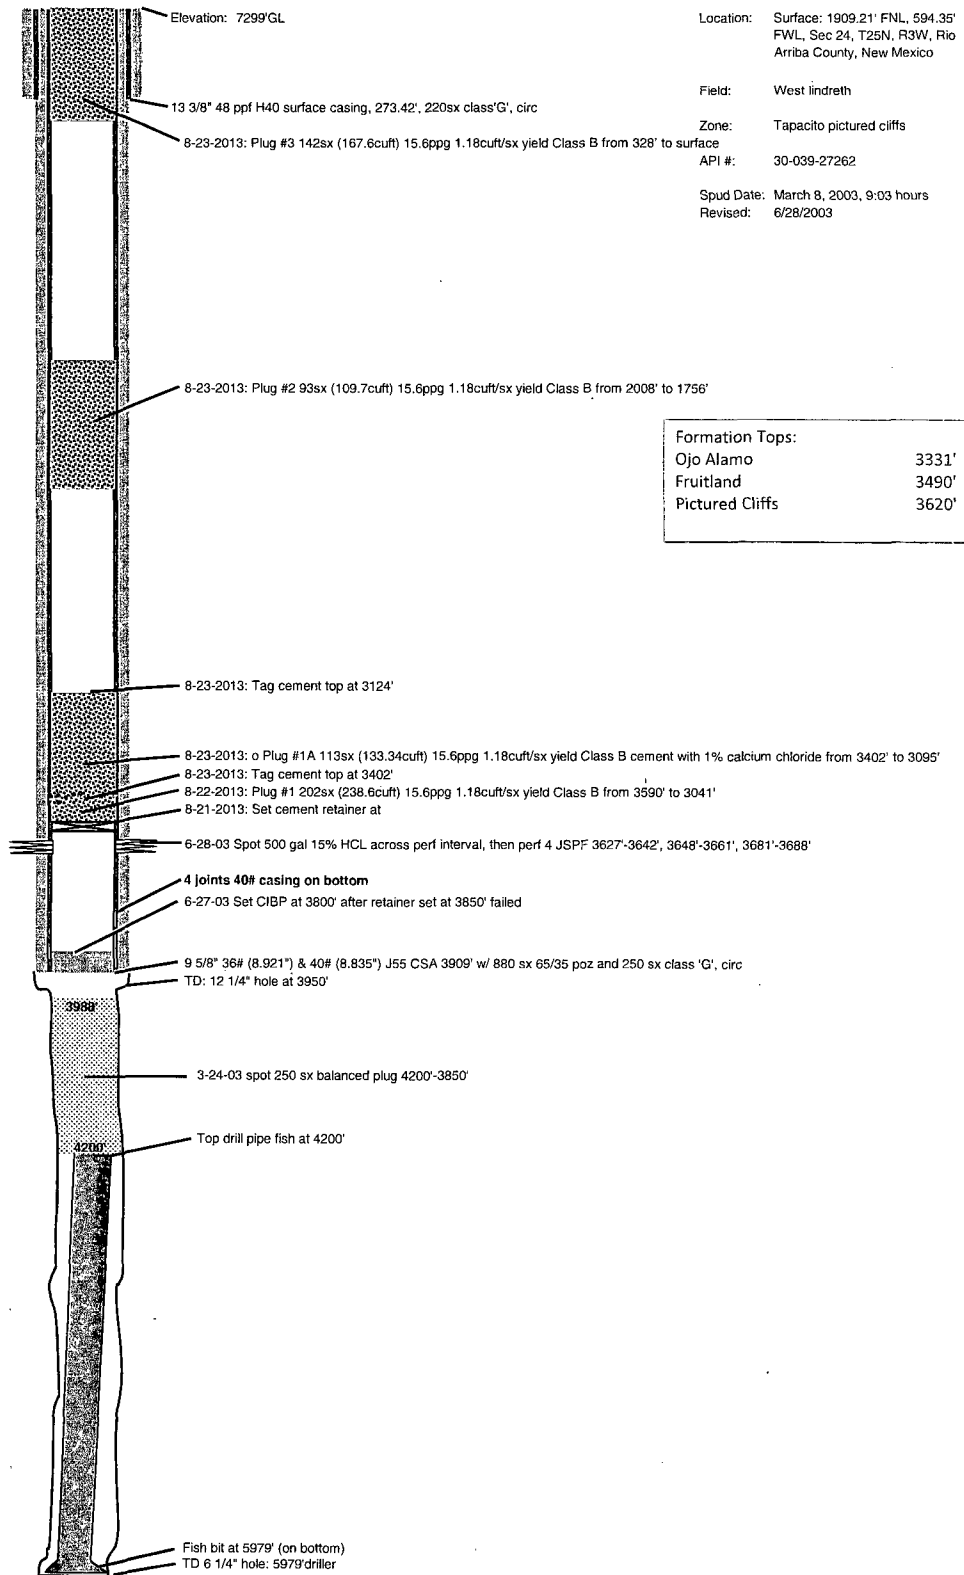 Elevation: 7299'GL
Location: Surface: 1909.21' FNL, 594.35'
FWL, Sec 24, T25N, R3W, Rio
Arriba County, New Mexico
Field: West lindreth
13 3/8" 48 ppf H40 surface casing, 273.42', 220sx class'G', circ
Zone: Tapacito pictured cliffs
8-23-2013: Plug #3 142sx (167.6cuft) 15.6ppg 1.18cuft/sx yield Class B from 328' to surface
API #: 30-039-27262
Spud Date: March 8, 2003, 9:03 hours
Revised: 6/28/2003
8-23-2013: Plug #2 93sx (109.7cuft) 15.6ppg 1.18cuft/sx yield Class B from 2008' to 1756'
Formation Tops:
Ojo Alamo 3331'
Fruitland 3490'
Pictured Cliffs 3620'
8-23-2013: Tag cement top at 3124'
8-23-2013: o Plug #1A 113sx (133.34cuft) 15.6ppg 1.18cuft/sx yield Class B cement with 1% calcium chloride from 3402' to 3095'
8-23-2013: Tag cement top at 3402'
8-22-2013: Plug #1 202sx (238.6cuft) 15.6ppg 1.18cuft/sx yield Class B from 3590' to 3041'
8-21-2013: Set cement retainer at
6-28-03 Spot 500 gal 15% HCL across perf interval, then perf 4 JSPF 3627'-3642', 3648'-3661', 3681'-3688'
4 joints 40# casing on bottom
6-27-03 Set CIBP at 3800' after retainer set at 3850' failed
9 5/8" 36# (8.921") & 40# (8.835") J55 CSA 3909' w/ 880 sx 65/35 poz and 250 sx class 'G', circ
TD: 12 1/4" hole at 3950'
3988'
3-24-03 spot 250 sx balanced plug 4200'-3850'
Top drill pipe fish at 4200'
4200'
Fish bit at 5979' (on bottom)
TD 6 1/4" hole: 5979'driller